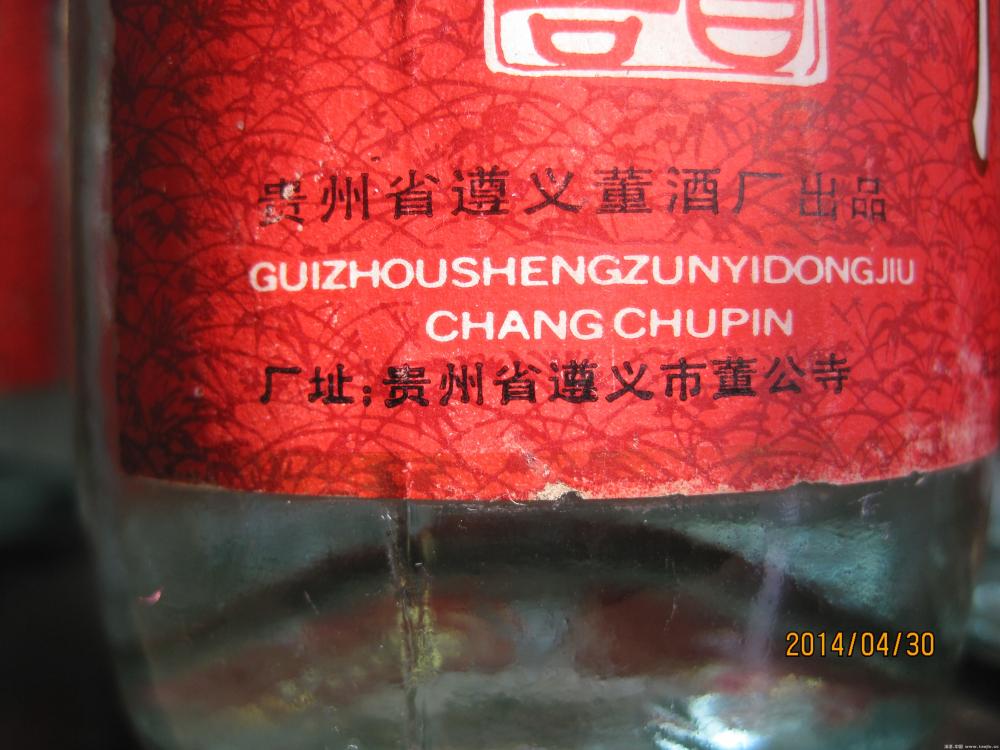 贵州省遵义董酒厂出品
GUIZHOUSHENGZUNYIDONGJIU
CHANG CHUPIN
厂址:贵州省遵义市董公寺
2014/04/30